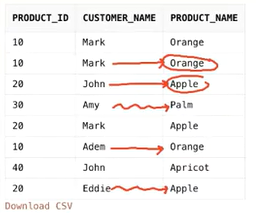 PRODUCT_ID CUSTOMER_NAME PRODUCT_NAME
10 Mark Orange
10 Mark Orange
20 John Apple
30 Amy Palm
20 Mark Apple
10 Adem Orange
40 John Apricot
20 Eddie Apple
Download CSV